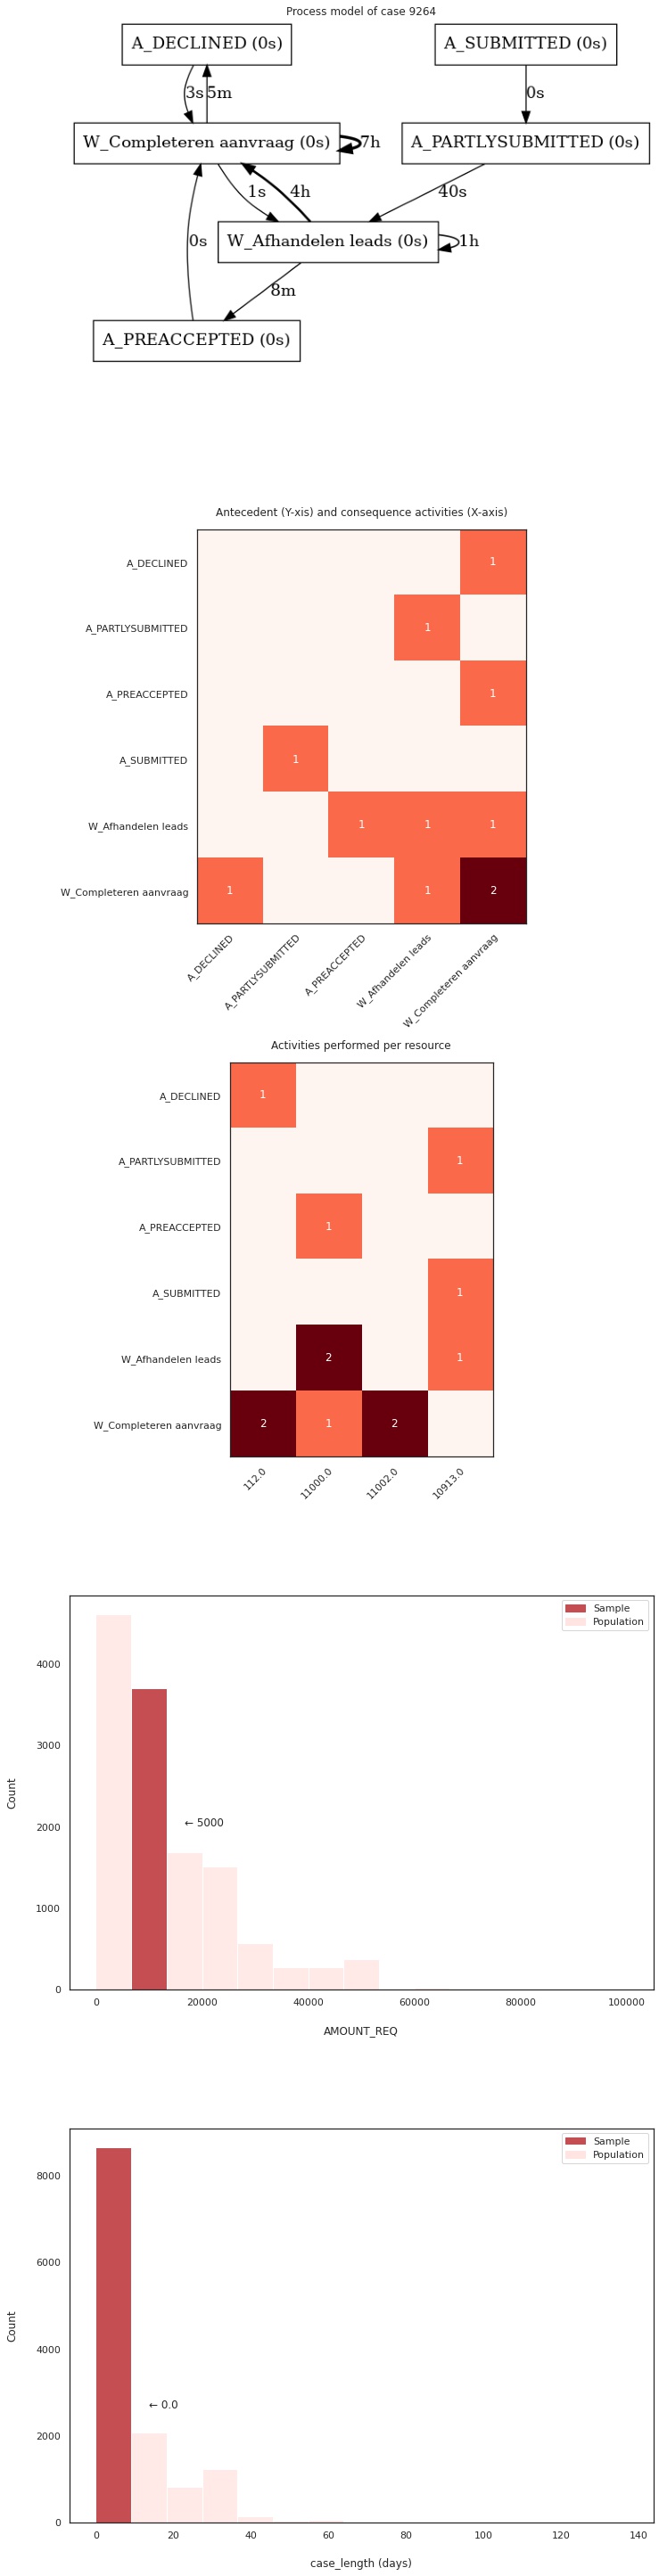 Process model of case 9264
A_DECLINED (0s)
A_SUBMITTED (0s)
3s
5m
0s
W_Completeren aanvraag (0s)
7h
A_PARTLYSUBMITTED (0s)
1s
4h
40s
0s
W_Afhandelen leads (0s)
1h
8m
A_PREACCEPTED (0s)
Antecedent (Y-xis) and consequence activities (X-axis)
A_DECLINED
1
A_PARTLYSUBMITTED
1
A_PREACCEPTED
1
A_SUBMITTED
1
W_Afhandelen leads
1
1
1
W_Completeren aanvraag
1
1
2
A_DECLINED
A_PARTLYSUBMITTED
A_PREACCEPTED
W_Afhandelen leads
W_Completeren aanvraag
Activities performed per resource
A_DECLINED
1
A_PARTLYSUBMITTED
1
A_PREACCEPTED
1
A_SUBMITTED
1
W_Afhandelen leads
2
1
W_Completeren aanvraag
2
1
2
112.0
11000.0
11002.0
10913.0
Sample
Population
4000
3000
2000
1000
0
Count
← 5000
0
20000
40000
60000
80000
100000
AMOUNT_REQ
Sample
Population
8000
6000
4000
2000
0
Count
← 0.0
0
20
40
60
80
100
120
140
case_length (days)